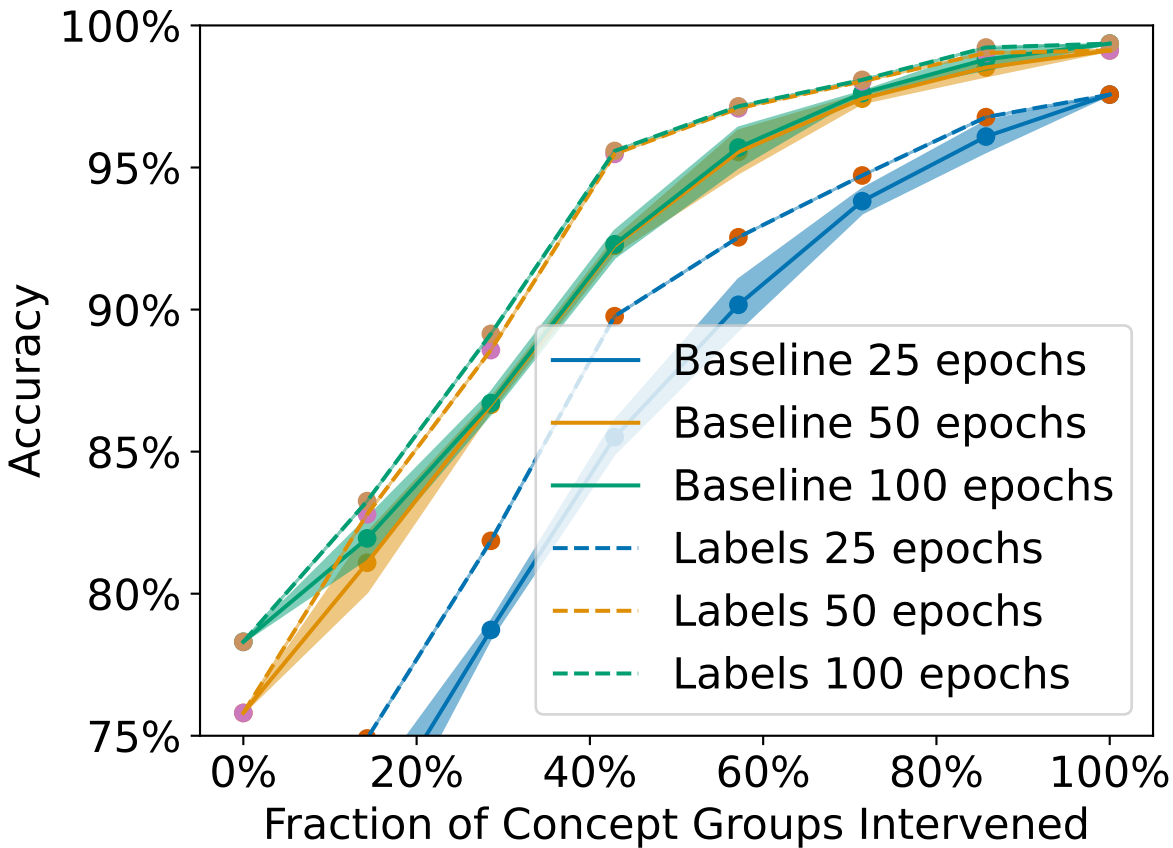 100%
95%
90%
85%
80%
75%
Accuracy
Baseline 25 epochs
Baseline 50 epochs
Baseline 100 epochs
Labels 25 epochs
Labels 50 epochs
Labels 100 epochs
0% 20% 40% 60% 80% 100%
Fraction of Concept Groups Intervened